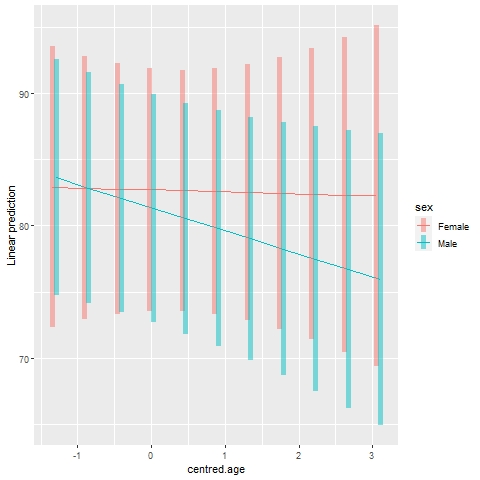 90
80
70
Linear prediction
-1 0 1 2 3
centred.age
sex
Female
Male